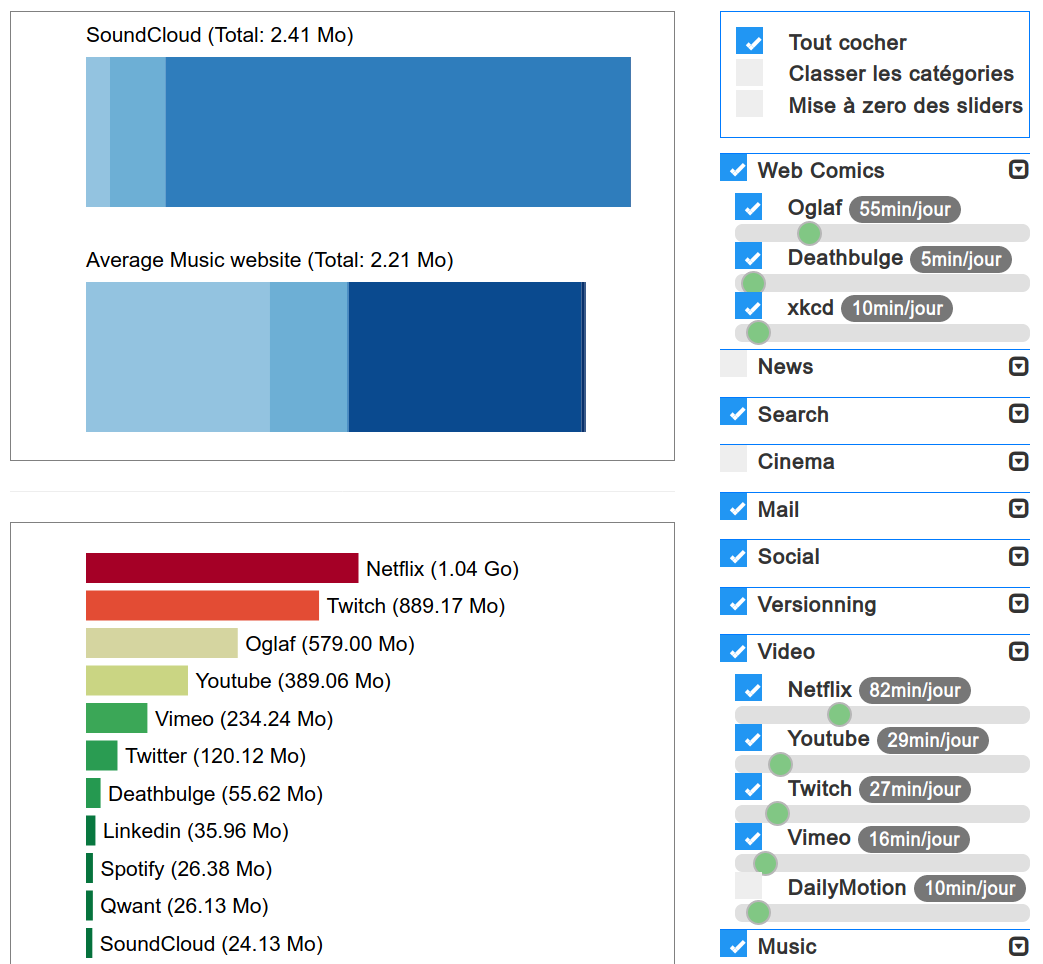 SoundCloud (Total: 2.41 Mo)
Average Music website (Total: 2.21 Mo)
Netflix (1.04 Go)
Twitch (889.17 Mo)
Oglaf (579.00 Mo)
Youtube (389.06 Mo)
Vimeo (234.24 Mo)
Twitter (120.12 Mo)
Deathbulge (55.62 Mo)
Linkedin (35.96 Mo)
Spotify (26.38 Mo)
Qwant (26.13 Mo)
SoundCloud (24.13 Mo)
Tout cocher
Classer les catégories
Mise à zero des sliders
Web Comics
Oglaf 55min/jour
Deathbulge 5min/jour
xkcd 10min/jour
News
Search
Cinema
Mail
Social
Versionning
Video
Netflix 82min/jour
Youtube 29min/jour
Twitch 27min/jour
Vimeo 16min/jour
DailyMotion 10min/jour
Music